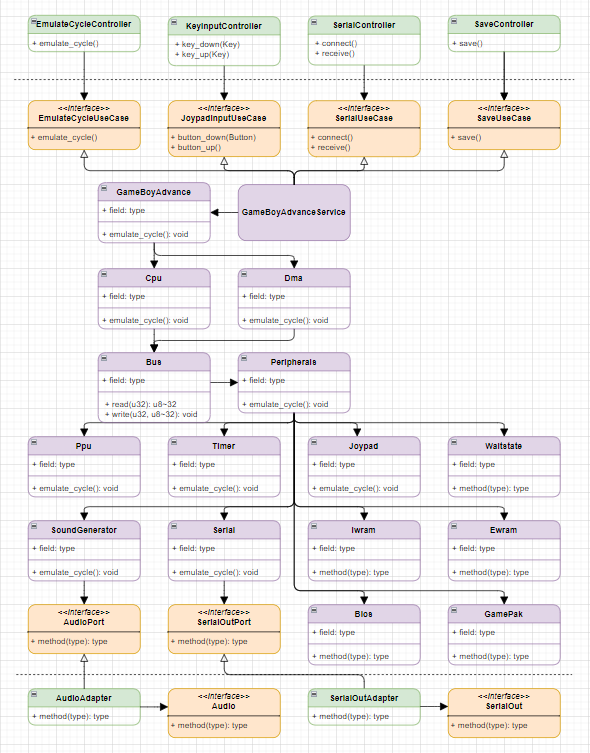 EmulateCycleController
+ emulate_cycle()
KeyInputController
+ key_down(Key)
+ key_up(Key)
SerialController
+ connect()
+ receive()
SaveController
+ save()
<<Interface>>
EmulateCycleUseCase
+ emulate_cycle()
<<Interface>>
JoypadInputUseCase
+ button_down(Button)
+ button_up()
<<Interface>>
SerialUseCase
+ connect()
+ receive()
<<Interface>>
SaveUseCase
+ save()
GameBoyAdvance
+ field: type
+ emulate_cycle(): void
GameBoyAdvanceService
Cpu
+ field: type
+ emulate_cycle(): void
Dma
+ field: type
+ emulate_cycle(): void
Bus
+ field: type
+ read(u32): u8~32
+ write(u32, u8~32): void
Peripherals
+ field: type
+ emulate_cycle(): void
Ppu
+ field: type
+ emulate_cycle(): void
Timer
+ field: type
+ emulate_cycle(): void
Joypad
+ field: type
+ emulate_cycle(): void
Waitstate
+ field: type
+ method(type): type
SoundGenerator
+ field: type
+ emulate_cycle(): void
Serial
+ field: type
+ emulate_cycle(): void
Iwram
+ field: type
+ method(type): type
Ewram
+ field: type
+ method(type): type
<<Interface>>
AudioPort
+ method(type): type
<<Interface>>
SerialOutPort
+ method(type): type
Bios
+ field: type
+ method(type): type
GamePak
+ field: type
+ method(type): type
AudioAdapter
+ method(type): type
<<Interface>>
Audio
+ method(type): type
SerialOutAdapter
+ method(type): type
<<Interface>>
SerialOut
+ method(type): type